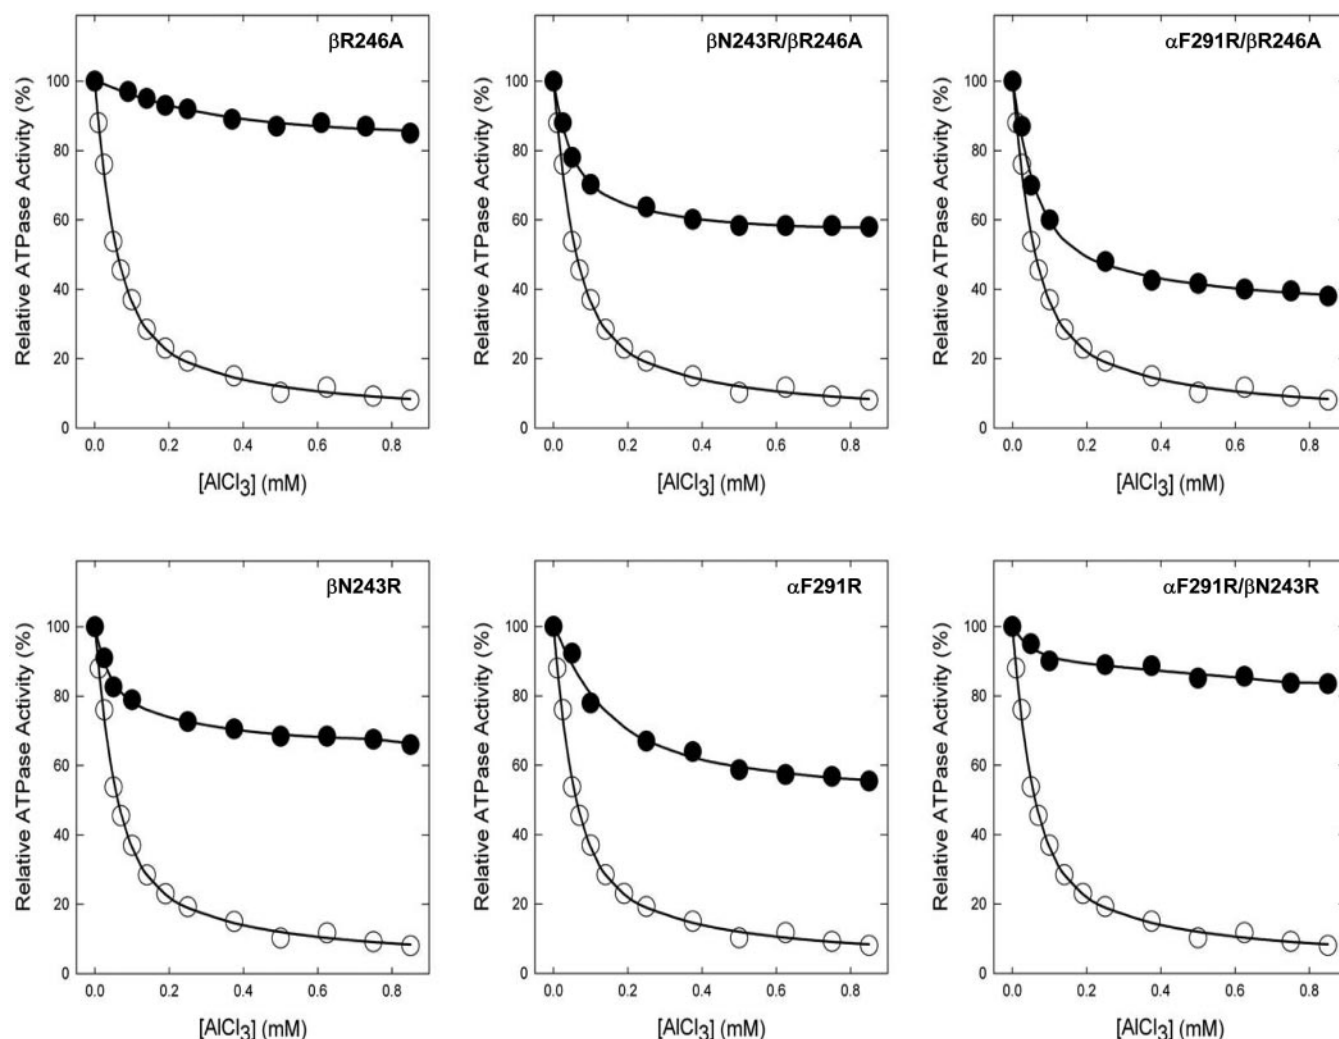 βR246A
Relative ATPase Activity (%)
100
80
60
40
20
0
0.0 0.2 0.4 0.6 0.8
[AlCl3] (mM)
βN243R/βR246A
Relative ATPase Activity (%)
100
80
60
40
20
0
0.0 0.2 0.4 0.6 0.8
[AlCl3] (mM)
αF291R/βR246A
Relative ATPase Activity (%)
100
80
60
40
20
0
0.0 0.2 0.4 0.6 0.8
[AlCl3] (mM)
βN243R
Relative ATPase Activity (%)
100
80
60
40
20
0
0.0 0.2 0.4 0.6 0.8
[AlCl3] (mM)
αF291R
Relative ATPase Activity (%)
100
80
60
40
20
0
0.0 0.2 0.4 0.6 0.8
[AlCl3] (mM)
αF291R/βN243R
Relative ATPase Activity (%)
100
80
60
40
20
0
0.0 0.2 0.4 0.6 0.8
[AlCl3] (mM)